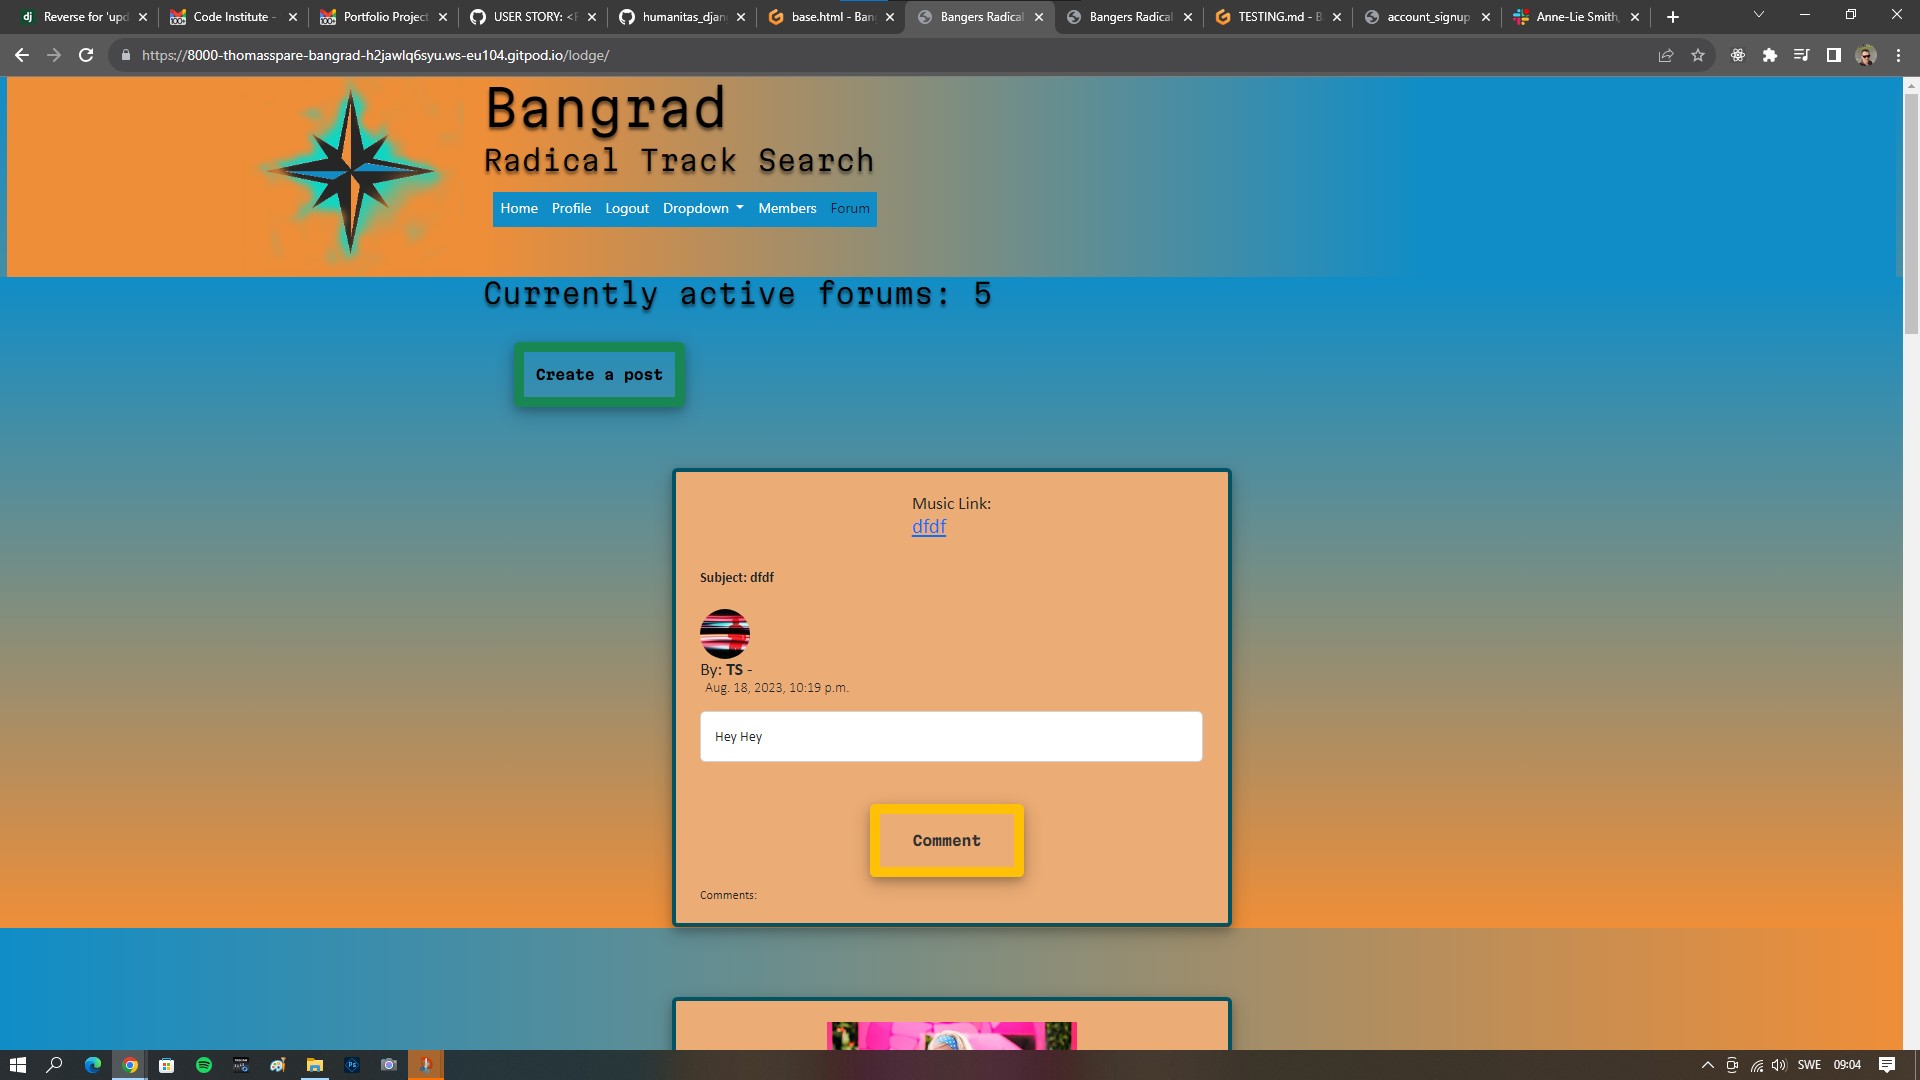 Reverse for 'upd
Code Institute -
Portfolio Project
USER STORY: <F
humanitas_djan
base.html - Ban
Bangers Radical
Bangers Radical
TESTING.md - B
account_signup
Anne-Lie Smith,
https://8000-thomasspare-bangrad-h2jawlq6syu.ws-eu104.gitpod.io/lodge/
Bangrad
Radical Track Search
Home Profile Logout Dropdown Members Forum
Currently active forums: 5
Create a post
Music Link:
dfdf
Subject: dfdf
By: TS -
Aug. 18, 2023, 10:19 p.m.
Hey Hey
Comment
Comments:
SWE 09:04